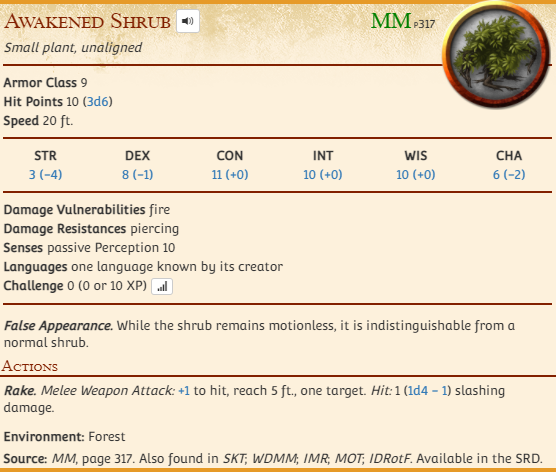 Awakened Shrub
MM P317
Small plant, unaligned
Armor Class 9
Hit Points 10 (3d6)
Speed 20 ft.
STR DEX CON INT WIS CHA
3 (−4) 8 (−1) 11 (+0) 10 (+0) 10 (+0) 6 (−2)
Damage Vulnerabilities fire
Damage Resistances piercing
Senses passive Perception 10
Languages one language known by its creator
Challenge 0 (0 or 10 XP)
False Appearance. While the shrub remains motionless, it is indistinguishable from a
normal shrub.
Actions
Rake. Melee Weapon Attack: +1 to hit, reach 5 ft., one target. Hit: 1 (1d4 − 1) slashing
damage.
Environment: Forest
Source: MM, page 317. Also found in SKT; WDMM; IMR; MOT; IDRotF. Available in the SRD.